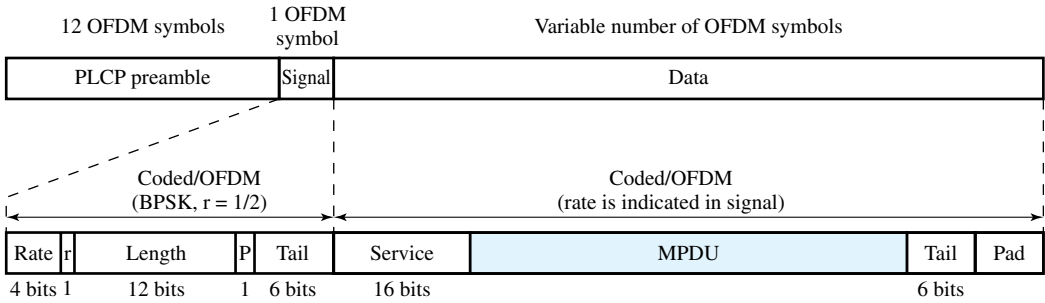 12 OFDM symbols
1 OFDM
symbol
Variable number of OFDM symbols
PLCP preamble
Signal
Data
Coded/OFDM
(BPSK, r = 1/2)
Coded/OFDM
(rate is indicated in signal)
Rate
r
Length
P
Tail
Service
MPDU
Tail
Pad
4 bits
1
12 bits
1
6 bits
16 bits
6 bits